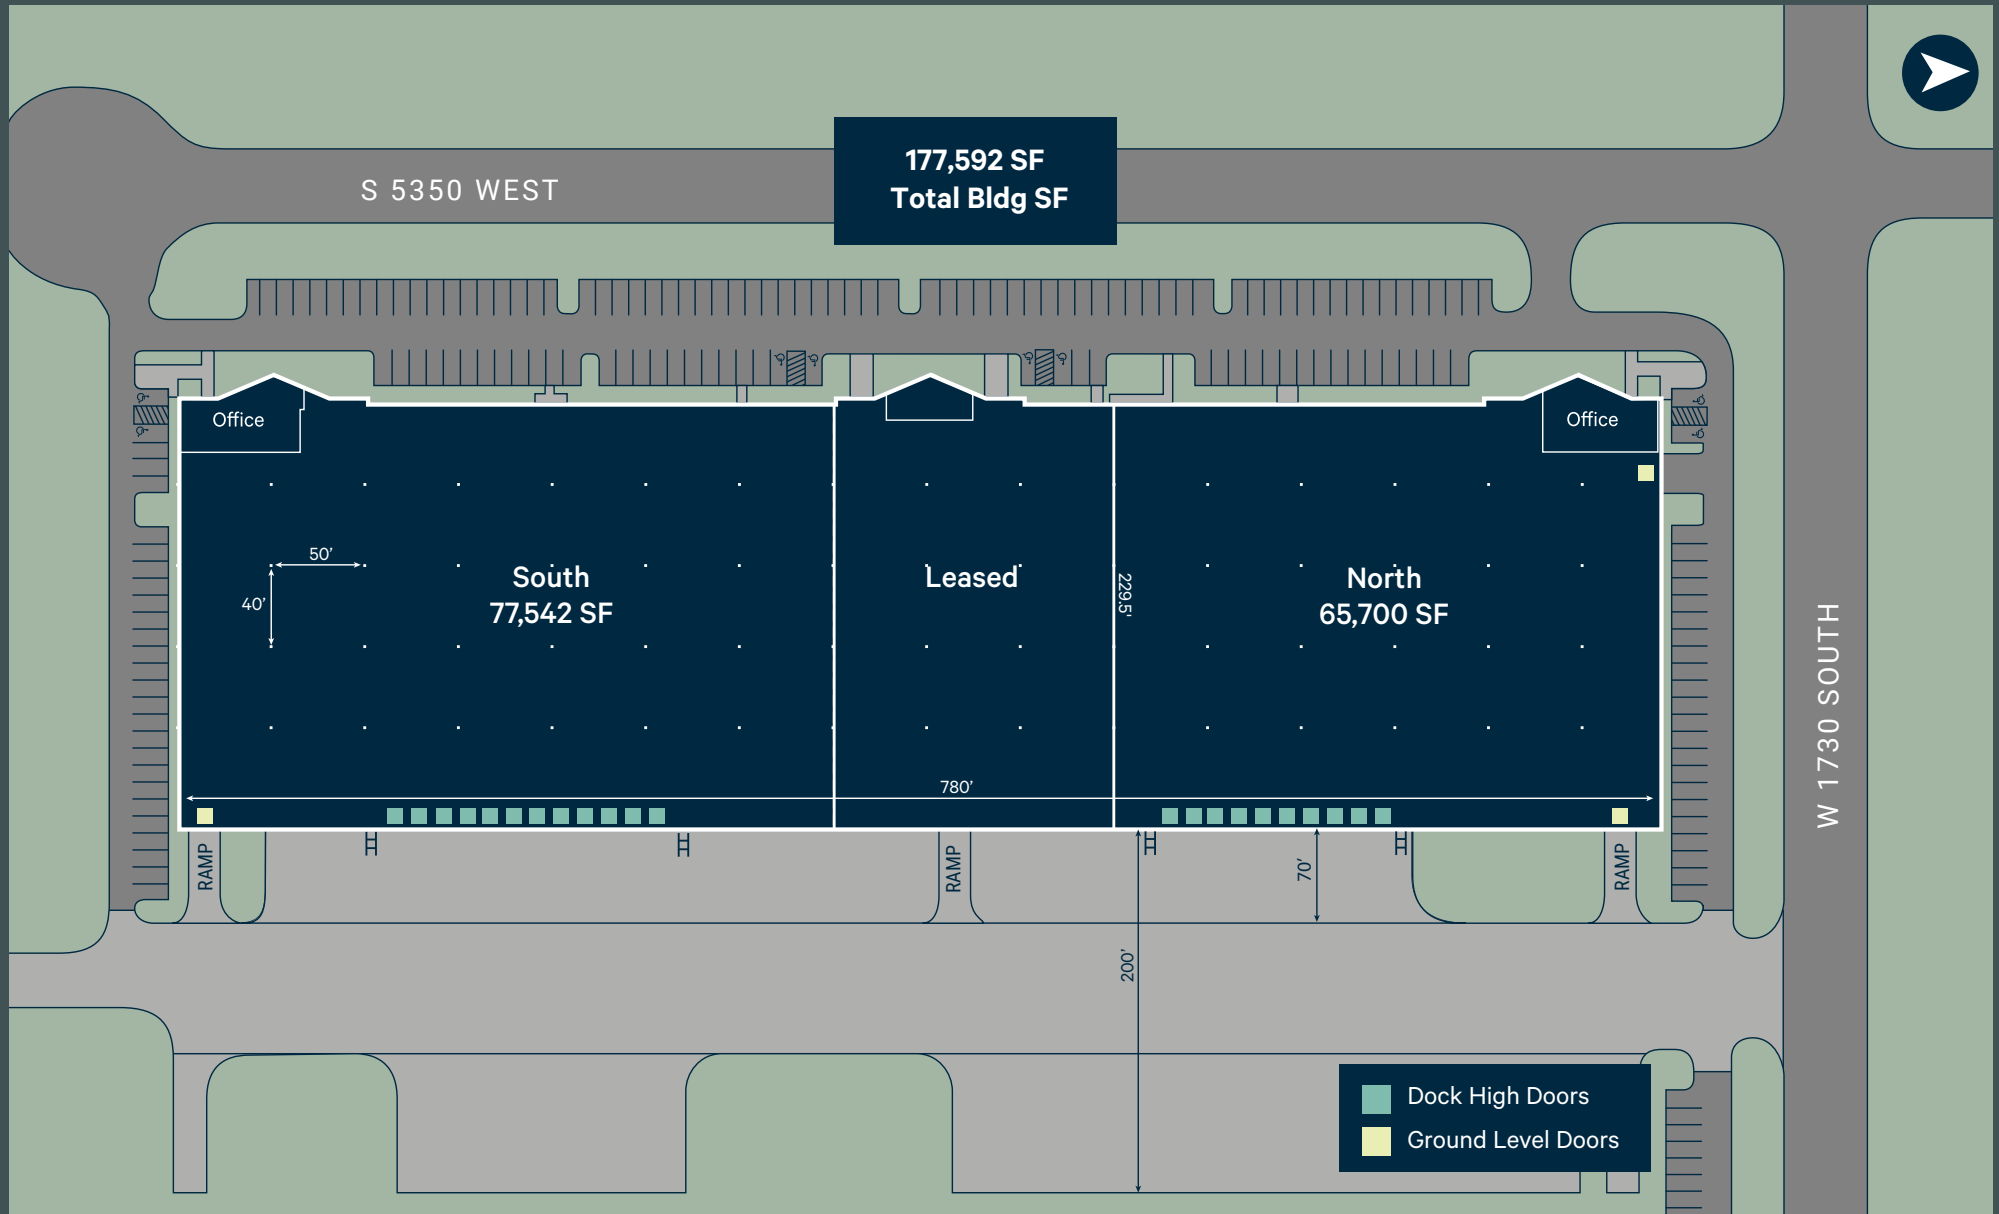 177,592 SF
Total Bldg SF
S 5350 WEST
Office
Office
50’
40’
South
77,542 SF
Leased
229.5’
North
65,700 SF
W 1730 SOUTH
780’
RAMP
RAMP
70’
RAMP
200’
Dock High Doors
Ground Level Doors